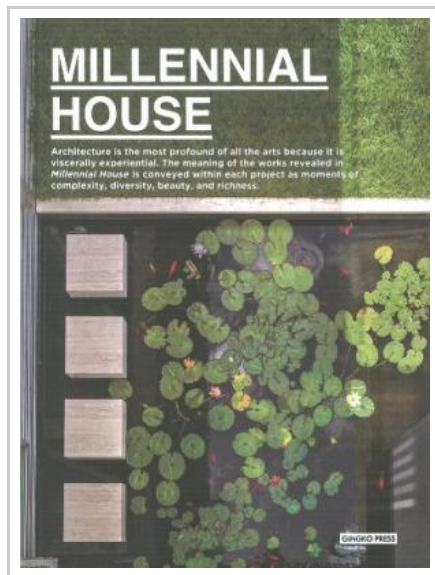 MILLENNIAL
HOUSE
Architecture is the most profound of all the arts because it is
viscerally experiential. The meaning of the works revealed in
Millennial House is conveyed within each project as moments of
complexity, diversity, beauty, and richness.
GINGKO PRESS